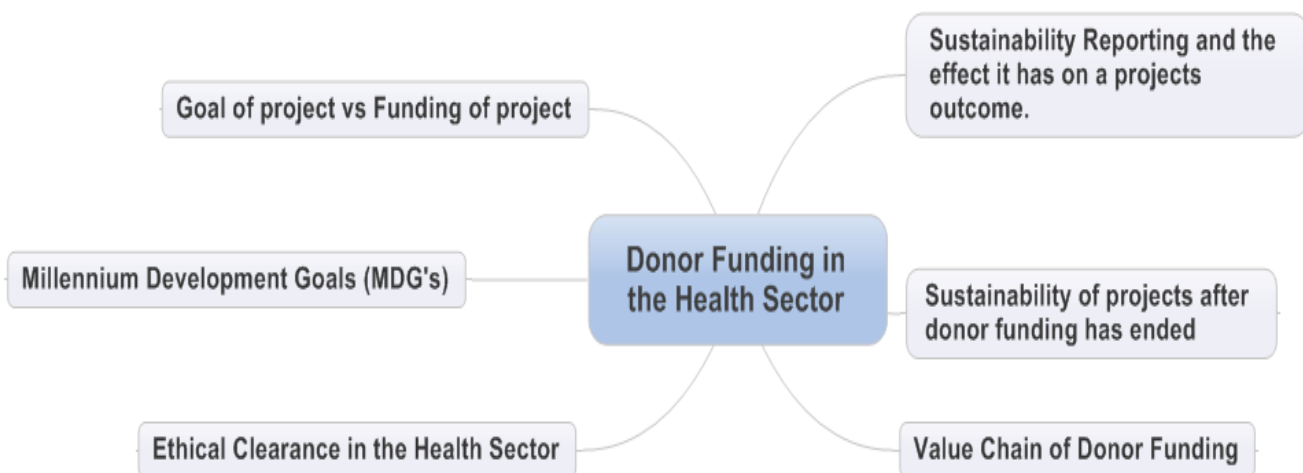 Sustainability Reporting and the
effect it has on a projects
outcome.
Goal of project vs Funding of project
Donor Funding in
the Health Sector
Millennium Development Goals (MDG's)
Sustainability of projects after
donor funding has ended
Ethical Clearance in the Health Sector
Value Chain of Donor Funding